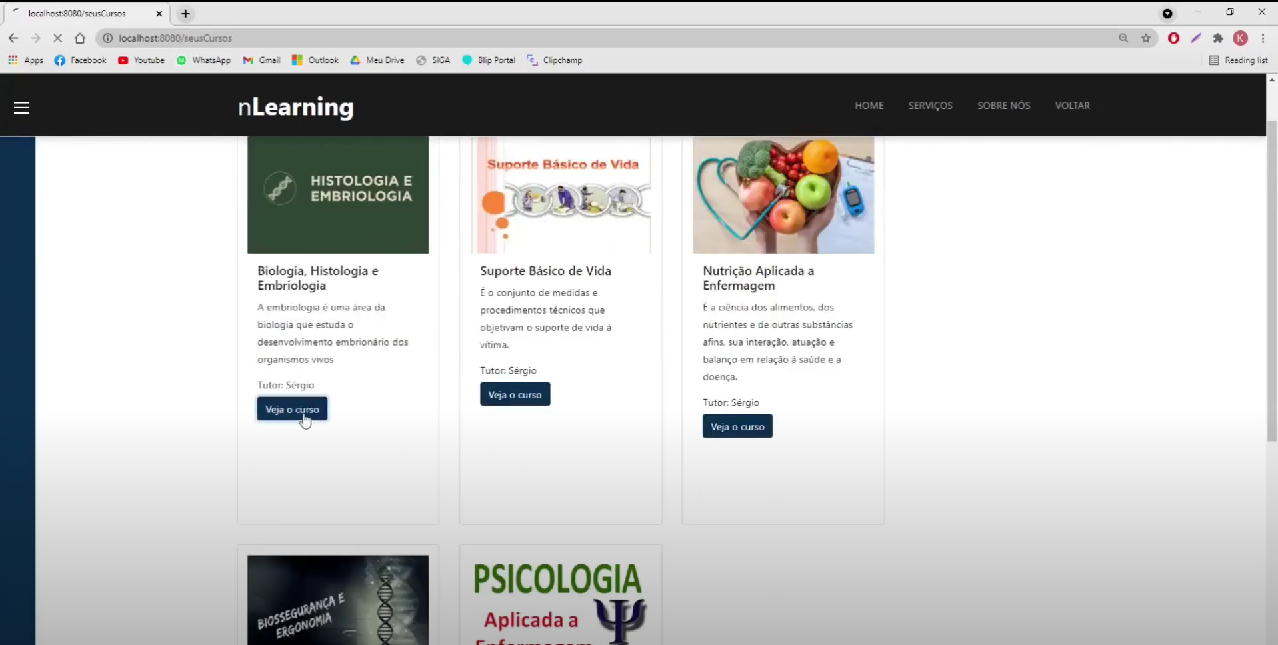 localhost:8080/seusCursos
localhost:8080/seusCursos
Apps Facebook Youtube WhatsApp Gmail Outlook Meu Drive SIGA Blip Portal Clipchamp Reading list
K
nLearning HOME SERVIÇOS SOBRE NÓS VOLTAR
HISTOLOGIA E
EMBRIOLOGIA
Biologia, Histologia e
Embriologia
A embriologia é uma área da
biologia que estuda o
desenvolvimento embrionário dos
organismos vivos
Tutor: Sérgio
Veja o curso
Suporte Básico de Vida
Suporte Básico de Vida
É o conjunto de medidas e
procedimentos técnicos que
objetivam o suporte de vida à
vítima.
Tutor: Sérgio
Veja o curso
Nutrição Aplicada a
Enfermagem
É a ciência dos alimentos, dos
nutrientes e de outras substâncias
afins, sua interação, atuação e
balanço em relação à saúde e a
doença.
Tutor: Sérgio
Veja o curso
BIOSSEGURANÇA E
ERGONOMIA
PSICOLOGIA
Aplicada a
Enfermagem